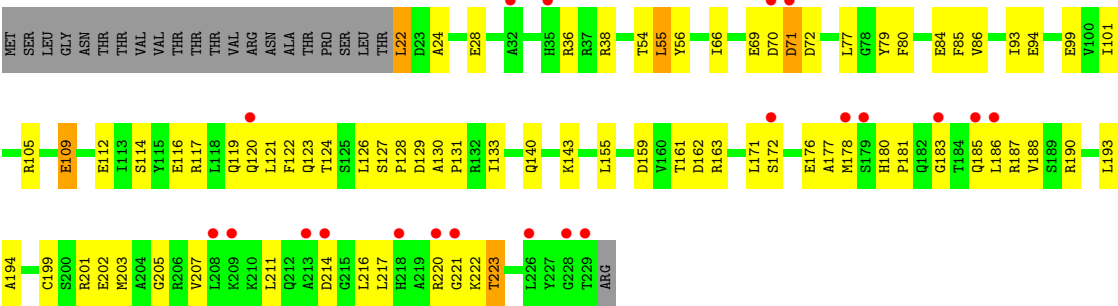 MET SER LEU GLY ASN THR THR VAL VAL THR THR THR VAL ARG ASN ALA THR PRO SER LEU THR L22 D23 A24 E28 A32 H35 R36 R37 R38 T54 L55 Y56 I66 E69 D70 D71 D72 L77 G78 Y79 F80 E84 F85 V86 I93 E94 E99 V100 I101
R105 E109 E112 I113 S114 Y115 E116 R117 L118 Q119 Q120 L121 F122 Q123 T124 S125 L126 S127 P128 D129 A130 P131 R132 I133 Q140 K143 L155 D159 V160 T161 D162 R163 L171 S172 E176 A177 M178 S179 H180 P181 Q182 G183 T184 Q185 L186 R187 V188 S189 R190 L193
A194 C199 S200 R201 E202 M203 A204 G205 R206 V207 L208 K209 K210 L211 Q212 A213 D214 G215 L216 L217 H218 A219 R220 G221 K222 T223 L226 Y227 G228 T229 ARG